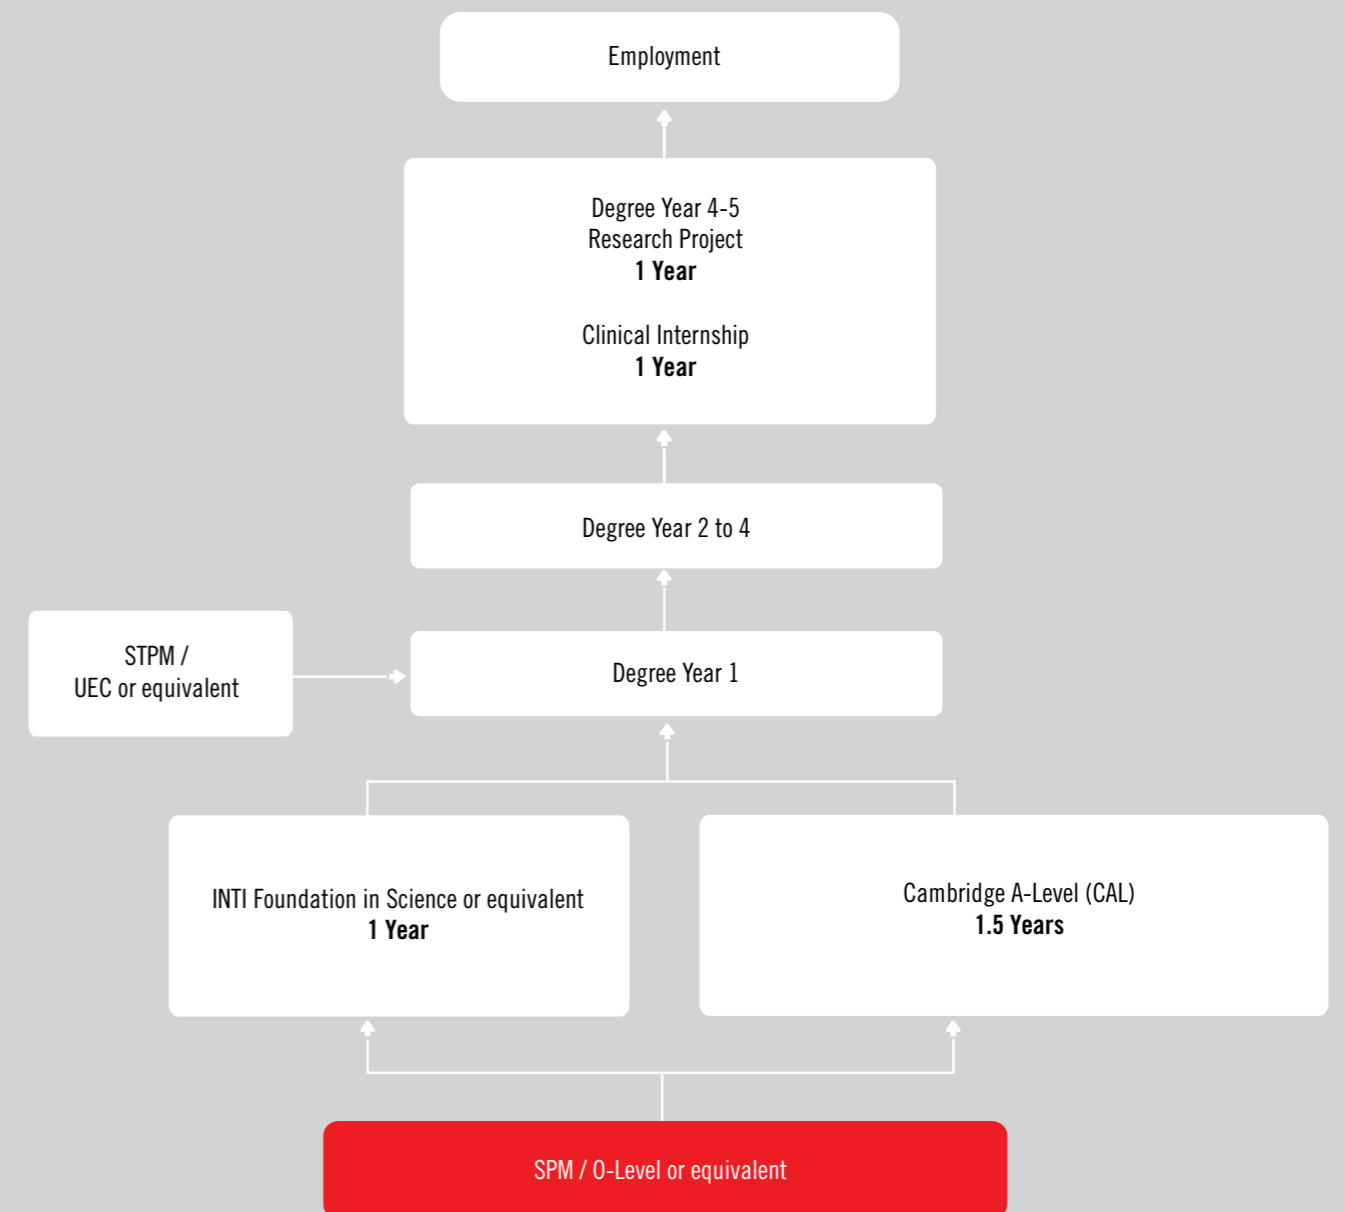 Employment
Degree Year 4-5
Research Project
1 Year
Clinical Internship
1 Year
Degree Year 2 to 4
STPM /
UEC or equivalent
Degree Year 1
INTI Foundation in Science or equivalent
1 Year
Cambridge A-Level (CAL)
1.5 Years
SPM / O-Level or equivalent